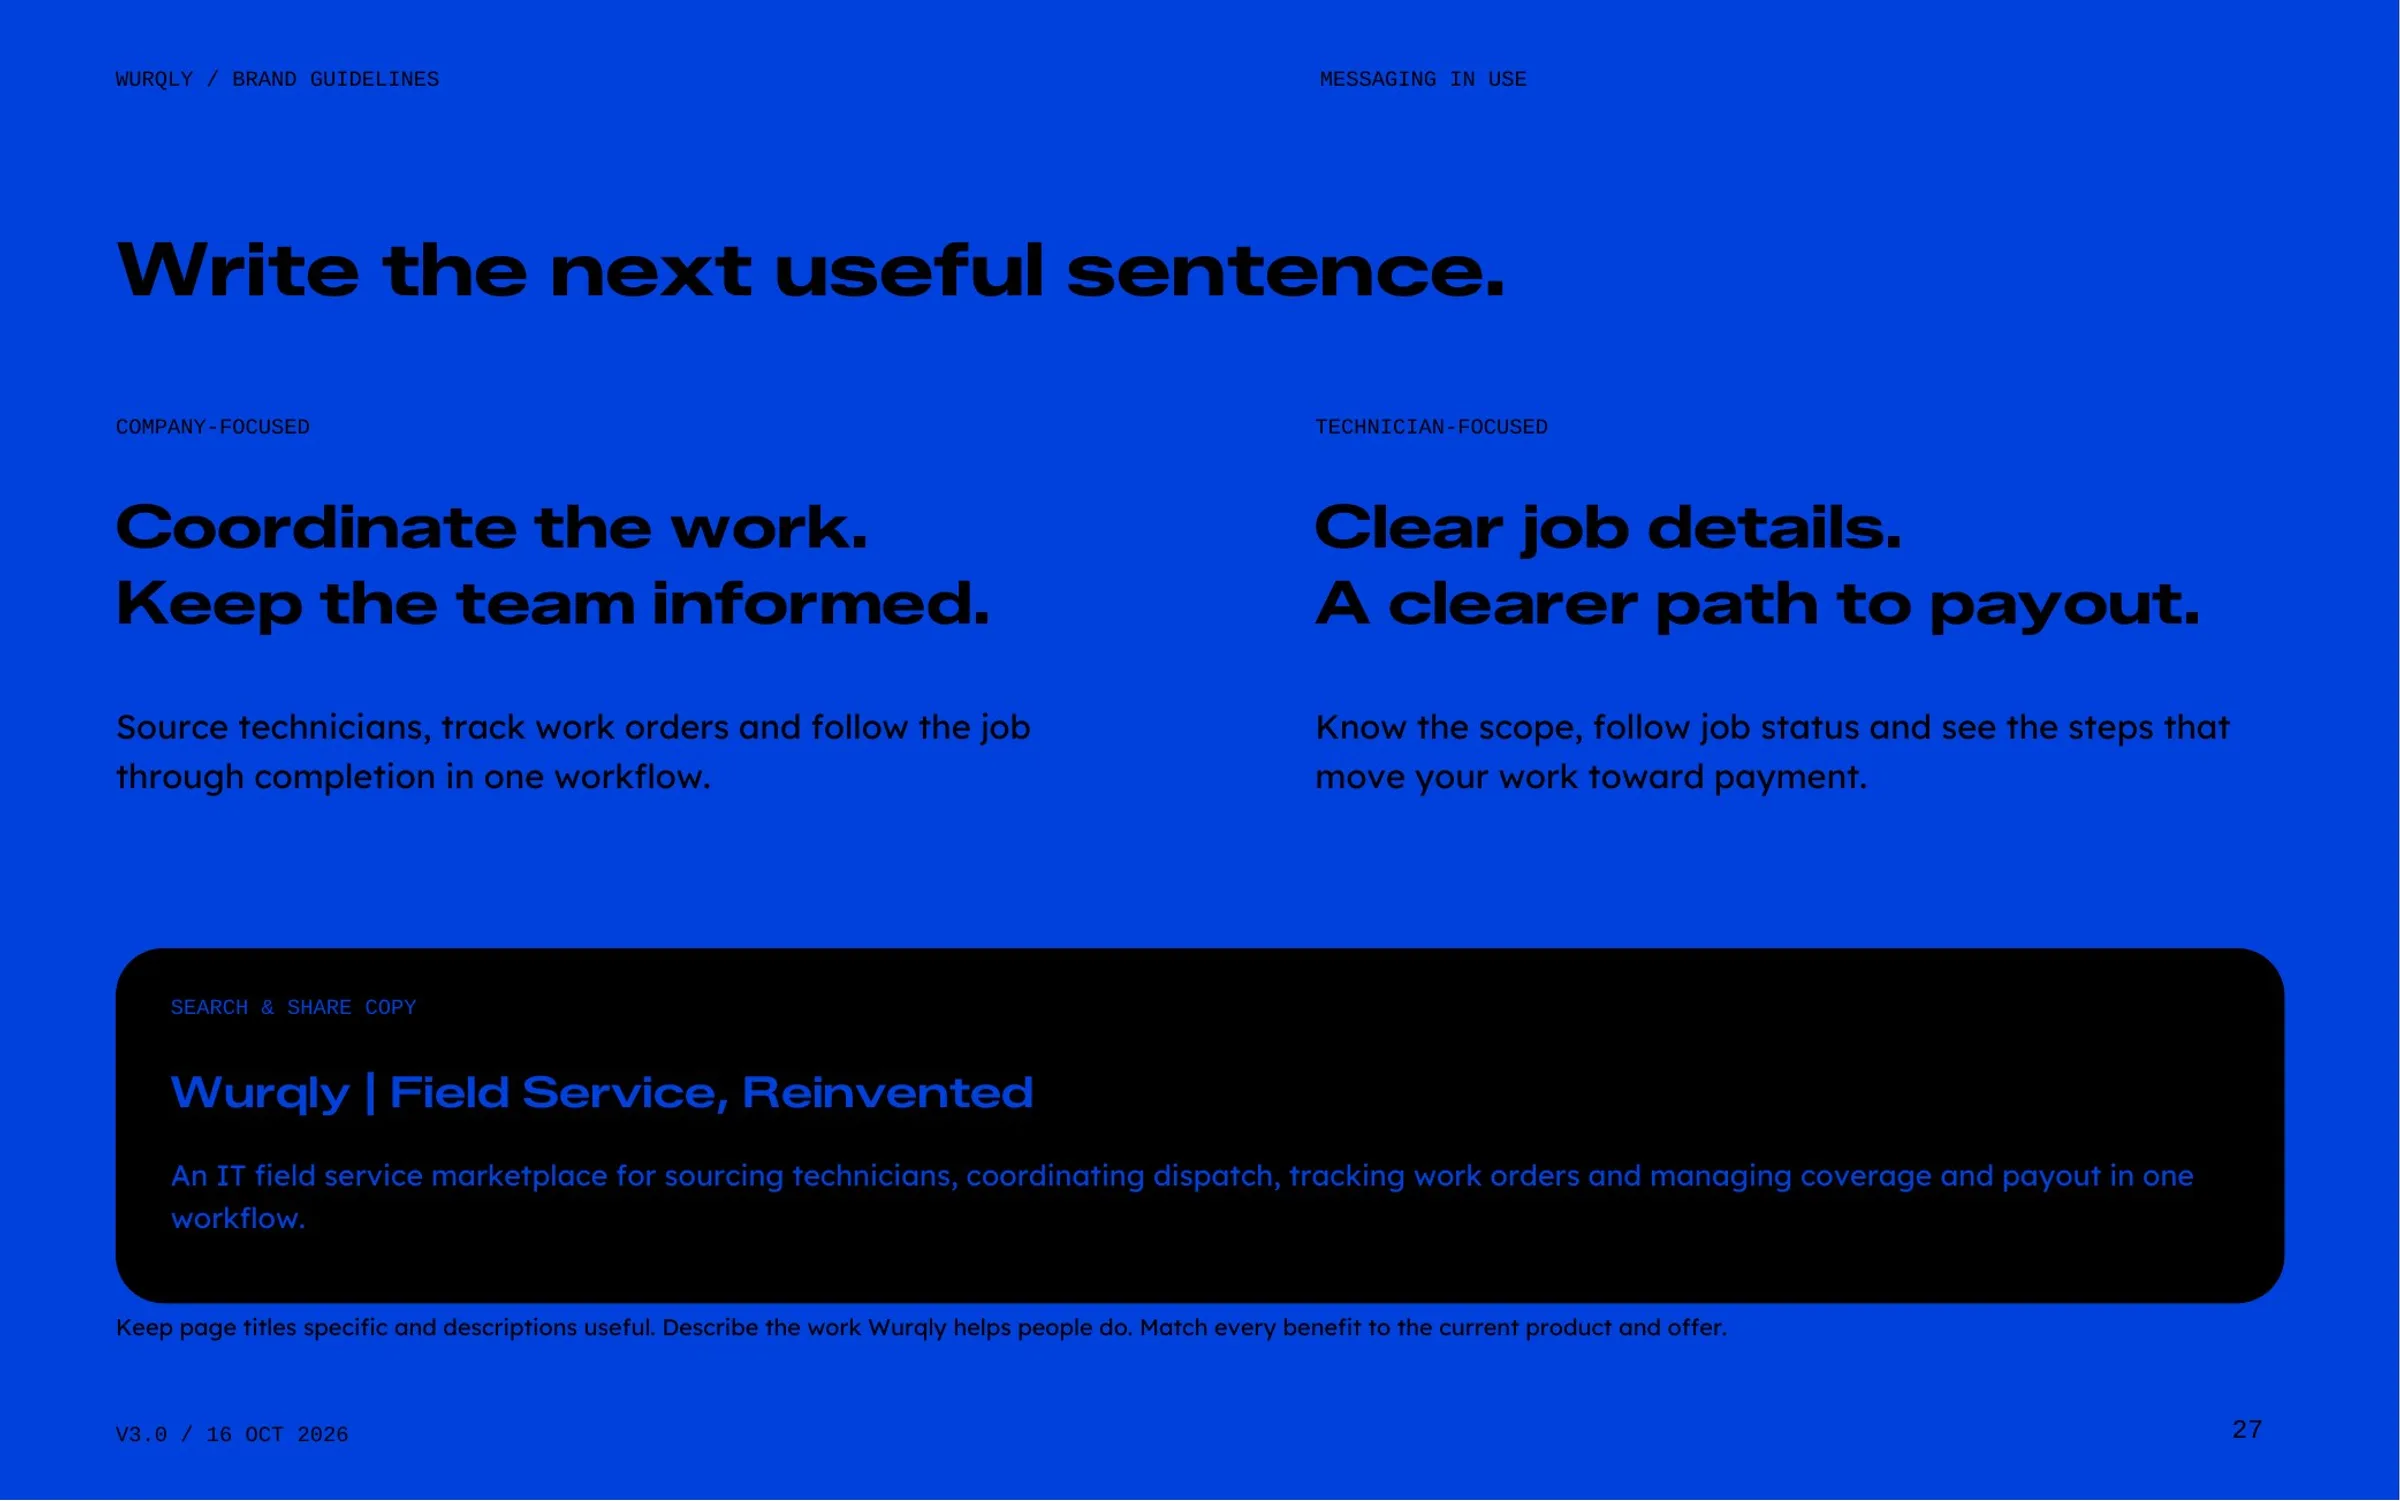 WURQLY / BRAND GUIDELINES
MESSAGING IN USE
Write the next useful sentence.
COMPANY-FOCUSED
Coordinate the work.
Keep the team informed.
Source technicians, track work orders and follow the job
through completion in one workflow.
TECHNICIAN-FOCUSED
Clear job details.
A clearer path to payout.
Know the scope, follow job status and see the steps that
move your work toward payment.
SEARCH & SHARE COPY
Wurqly | Field Service, Reinvented
An IT field service marketplace for sourcing technicians, coordinating dispatch, tracking work orders and managing coverage and payout in one
workflow.
Keep page titles specific and descriptions useful. Describe the work Wurqly helps people do. Match every benefit to the current product and offer.
V3.0 / 16 OCT 2026
27